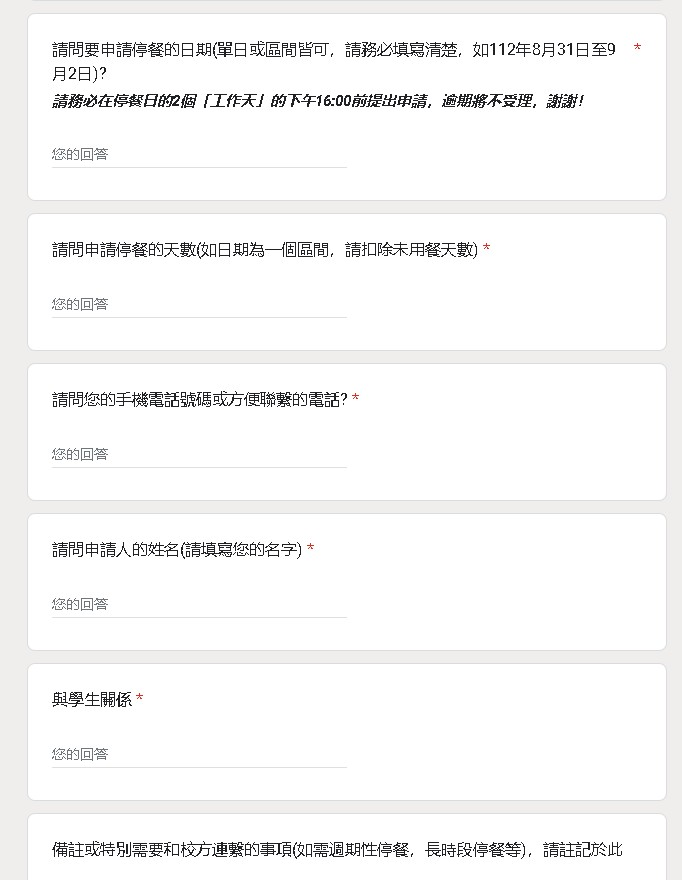 請問要申請停餐的日期(單日或區間皆可，請務必填寫清楚，如112年8月31日至9 *
月2日)?
請務必在停餐日的2個「工作天」的下午16:00前提出申請，逾期將不受理，謝謝！
您的回答
請問申請停餐的天數(如日期為一個區間，請扣除未用餐天數) *
您的回答
請問您的手機電話號碼或方便聯繫的電話? *
您的回答
請問申請人的姓名(請填寫您的名字) *
您的回答
與學生關係 *
您的回答
備註或特別需要和校方連繫的事項(如需週期性停餐，長時段停餐等)，請註記於此